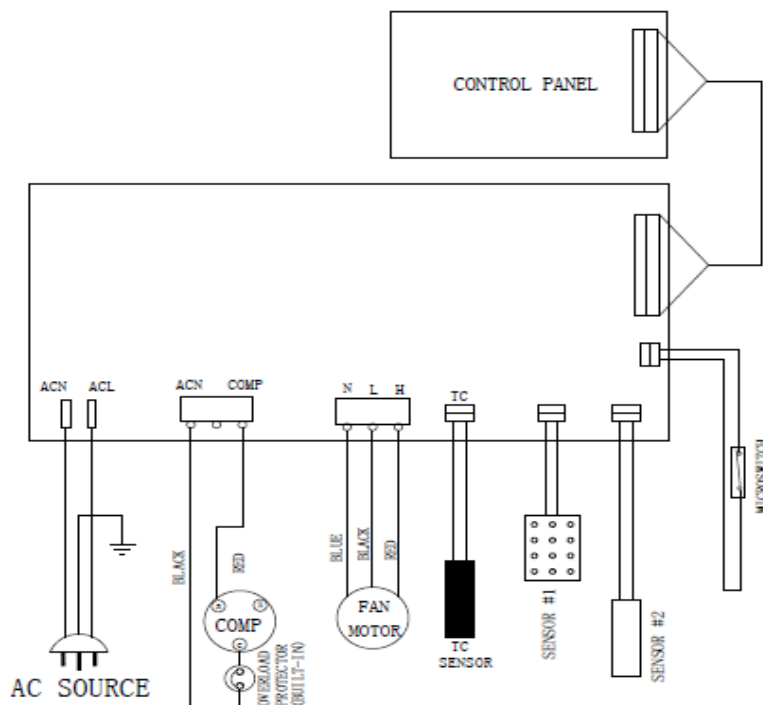 CONTROL PANEL
ACN ACL
ACN COMP
N L H
TC
BLACK
RED
BLUE
BLACK
RED
MICROSWITCH
COMP
FAN
MOTOR
TC
SENSOR
SENSOR #1
SENSOR #2
OVERLOAD
PROTECTOR
(BUILT-IN)
AC SOURCE